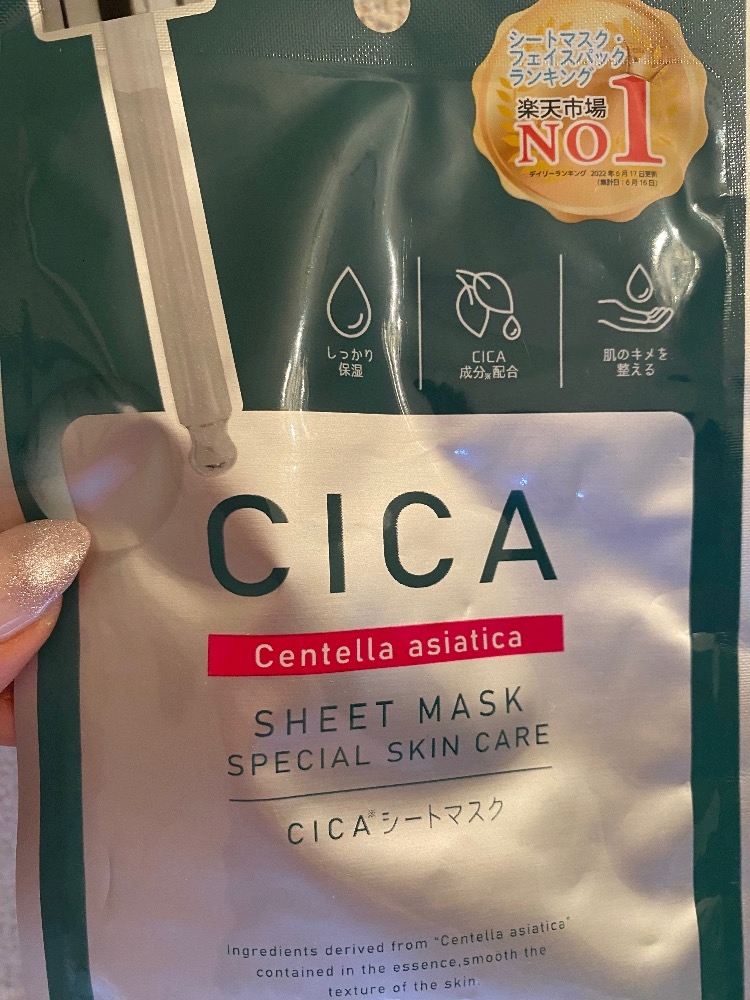 シートマスク・
フェイスパック
ランキング
楽天市場
NO1
デイリーランキング 2022年6月17日更新
(集計日:6月16日)
しっかり
保湿
CICA
成分※配合
肌のキメを
整える
CICA
Centella asiatica
SHEET MASK
SPECIAL SKIN CARE
CICA※シートマスク
Ingredients derived from "Centella asiatica"
contained in the essence,smooth the
texture of the skin.